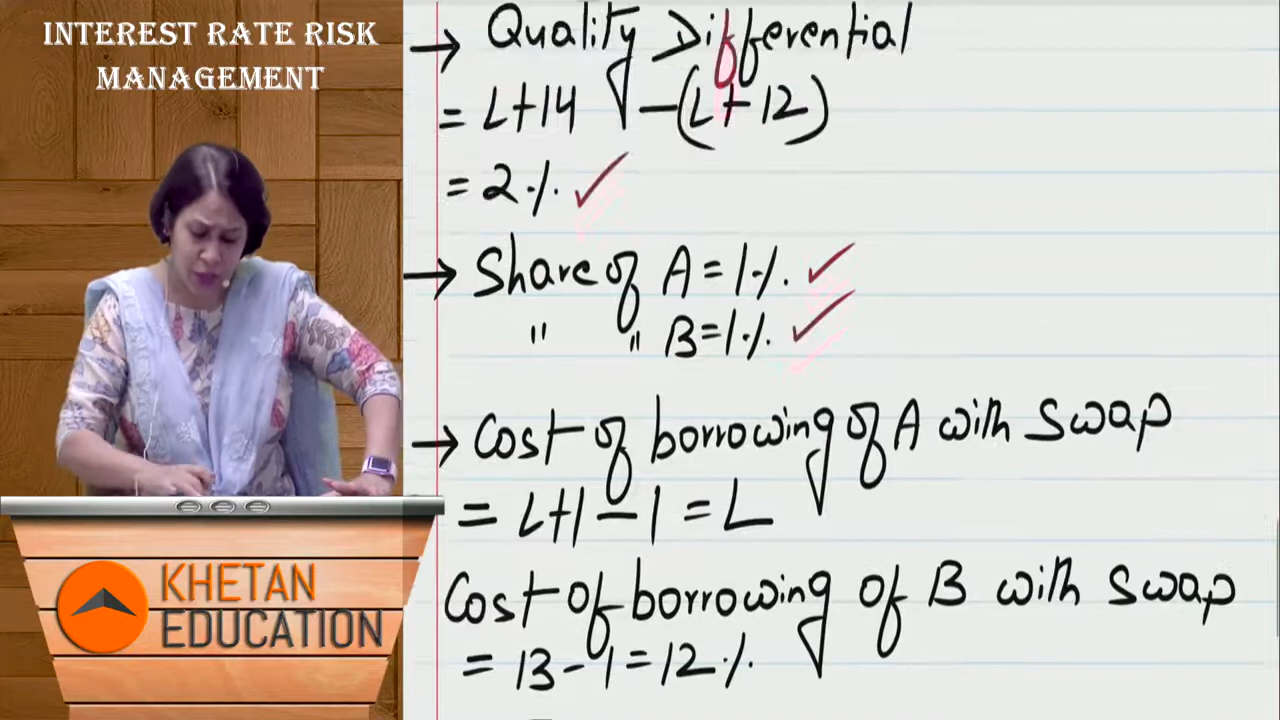 INTEREST RATE RISK
MANAGEMENT
→ Quality Differential
= L+14 -(L+12)
= 2% ✓
→ Share of A = 1% ✓
" " B = 1% ✓
→ Cost of borrowing of A with swap
= L+1 - 1 = L
Cost of borrowing of B with swap
= 13 - 1 = 12%
KHETAN
EDUCATION